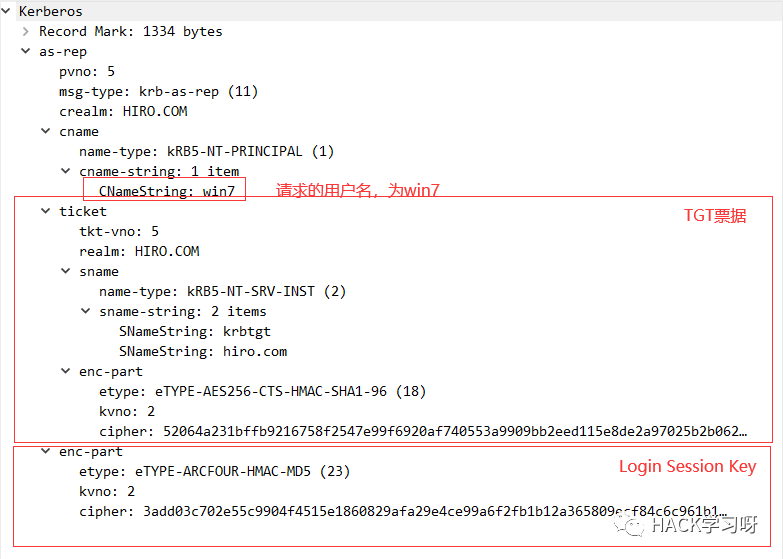 Kerberos
Record Mark: 1334 bytes
as-rep
pvno: 5
msg-type: krb-as-rep (11)
crealm: HIRO.COM
cname
name-type: kRB5-NT-PRINCIPAL (1)
cname-string: 1 item
CNameString: win7 请求的用户名，为win7
ticket TGT票据
tkt-vno: 5
realm: HIRO.COM
sname
name-type: kRB5-NT-SRV-INST (2)
sname-string: 2 items
SNameString: krbtgt
SNameString: hiro.com
enc-part
etype: eTYPE-AES256-CTS-HMAC-SHA1-96 (18)
kvno: 2
cipher: 52064a231bffb9216758f2547e99f6920af740553a9909bb2eed115e8de2a97025b2b062…
enc-part
etype: eTYPE-ARCFOUR-HMAC-MD5 (23) Login Session Key
kvno: 2
cipher: 3add03c702e55c9904f4515e1860829afa29e4ce99a6f2fb1b12a365809ecf84c6c961b1…
HACK学习呀